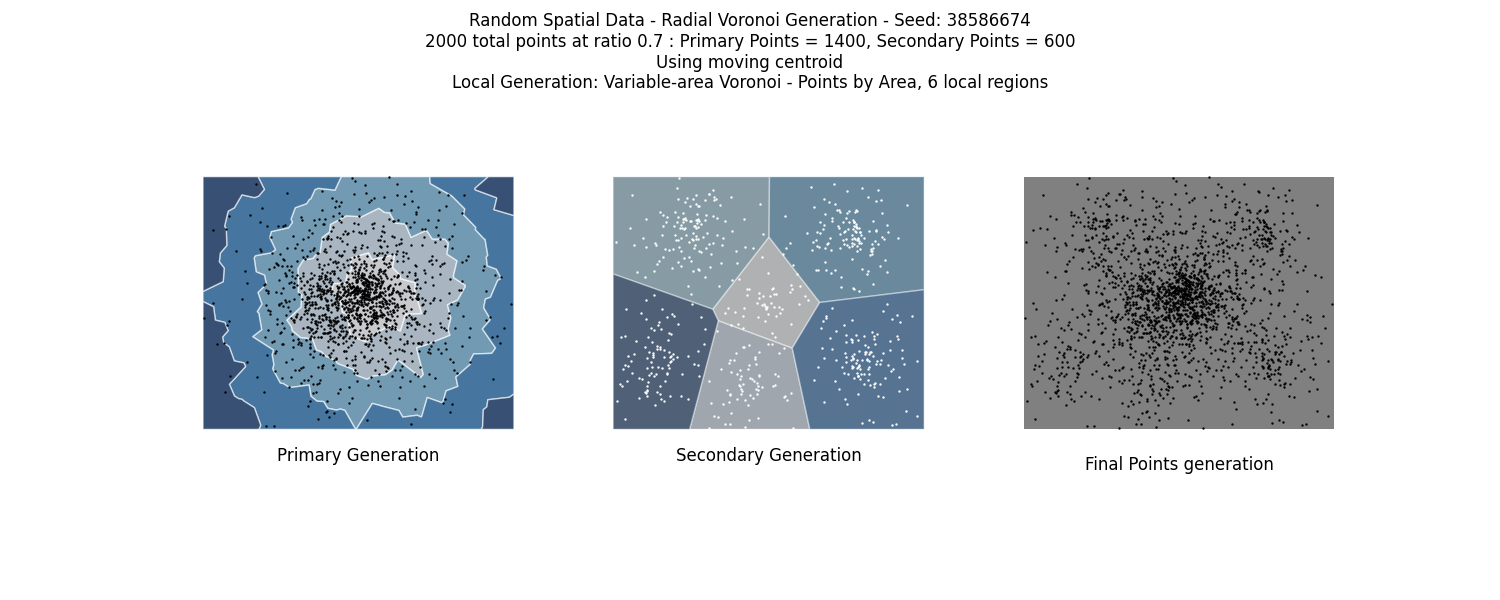 Random Spatial Data - Radial Voronoi Generation - Seed: 38586674
2000 total points at ratio 0.7 : Primary Points = 1400, Secondary Points = 600
Using moving centroid
Local Generation: Variable-area Voronoi - Points by Area, 6 local regions
Primary Generation
Secondary Generation
Final Points generation